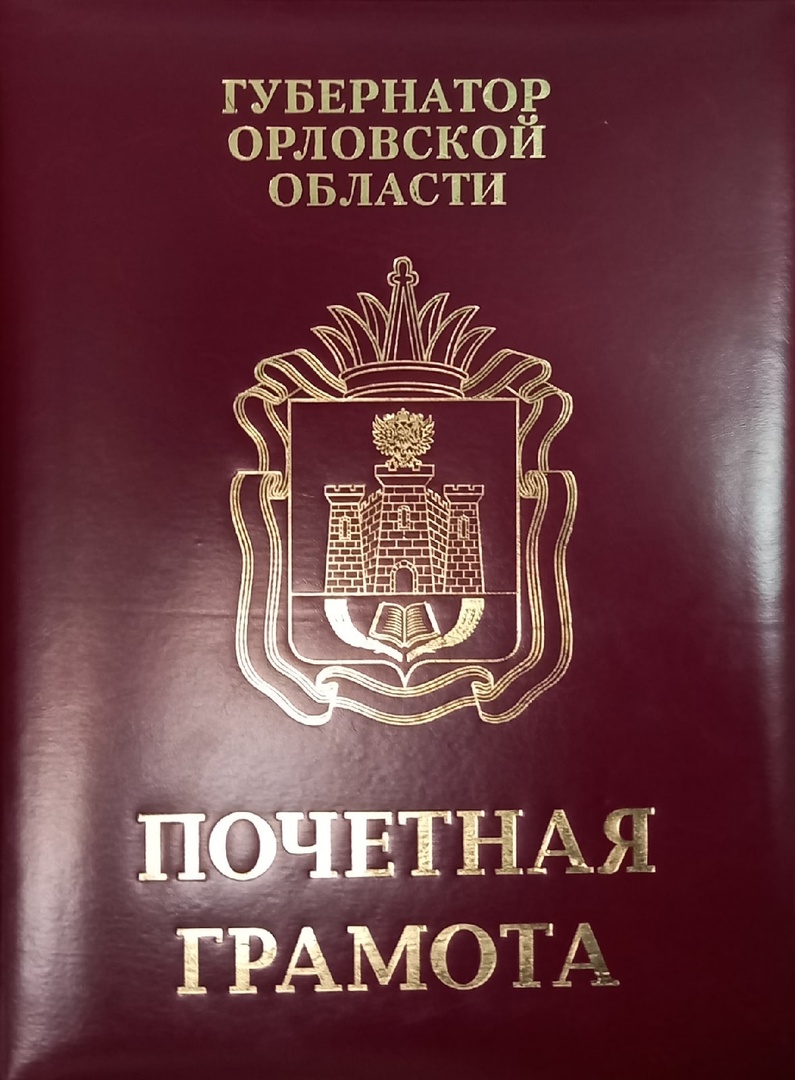 ГУБЕРНАТОР
ОРЛОВСКОЙ
ОБЛАСТИ
ПОЧЕТНАЯ
ГРАМОТА